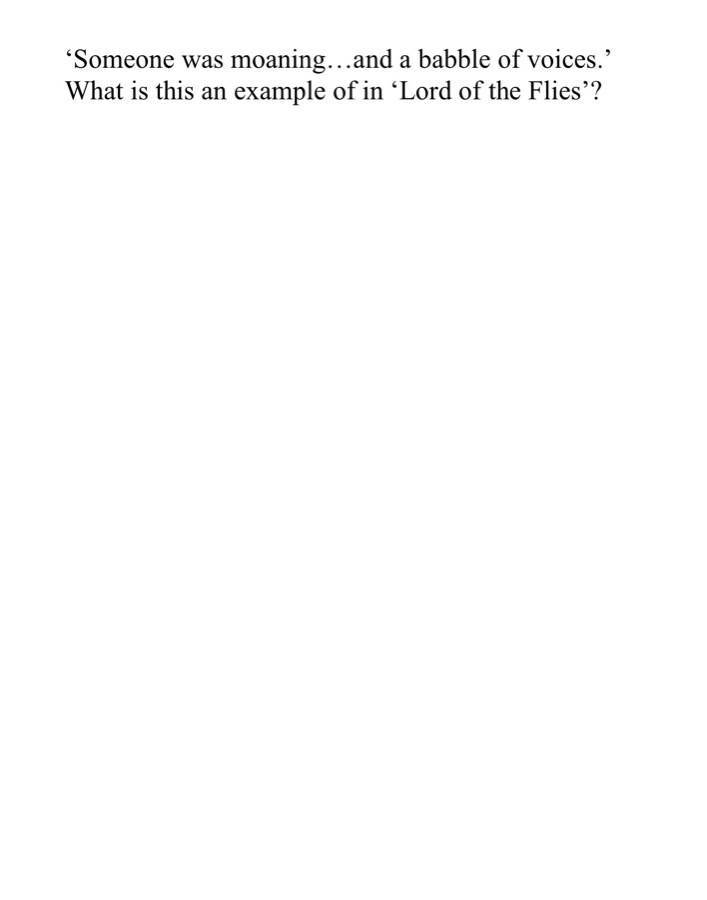 ‘Someone was moaning…and a babble of voices.’
What is this an example of in ‘Lord of the Flies’?